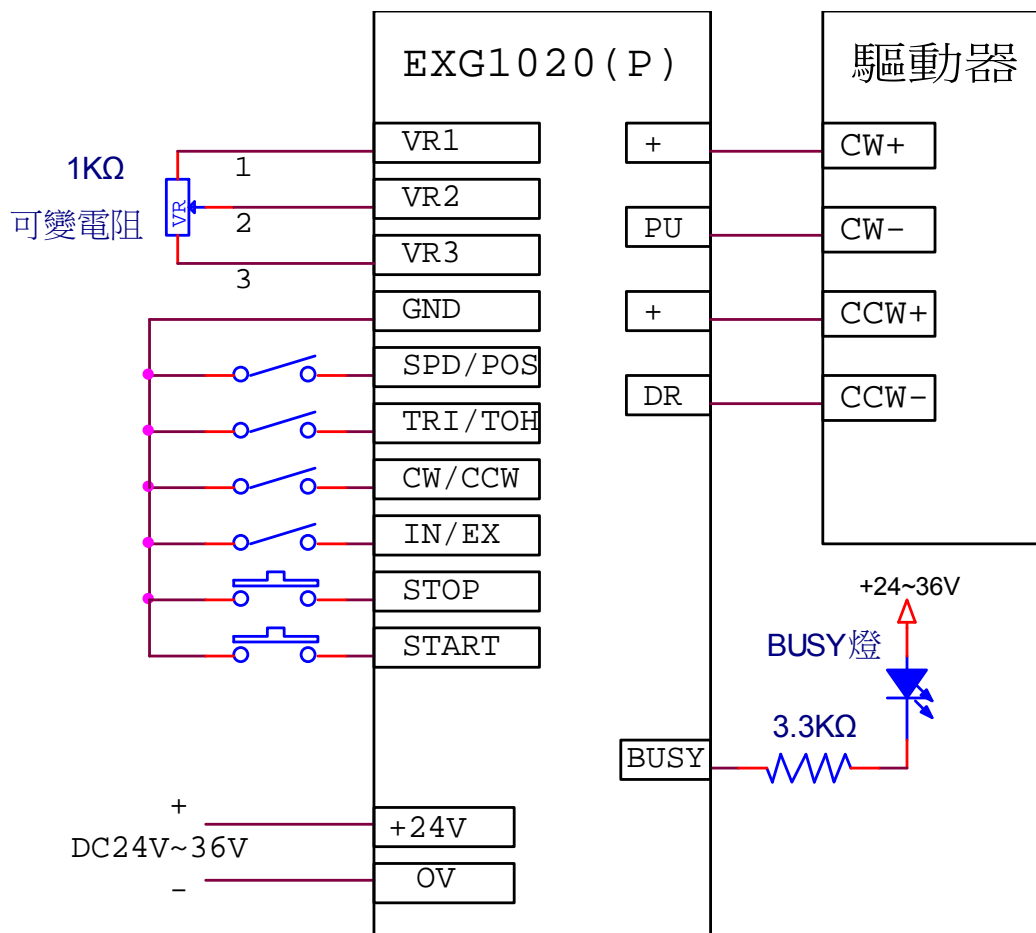 EXG1020(P)
驅動器
VR1
VR2
VR3
GND
SPD/POS
TRI/TOH
CW/CCW
IN/EX
STOP
START
+24V
0V
1KΩ
可變電阻
VR
1
2
3
+
DC24V~36V
-
+
PU
+
DR
BUSY
CW+
CW-
CCW+
CCW-
+24~36V
BUSY燈
3.3KΩ